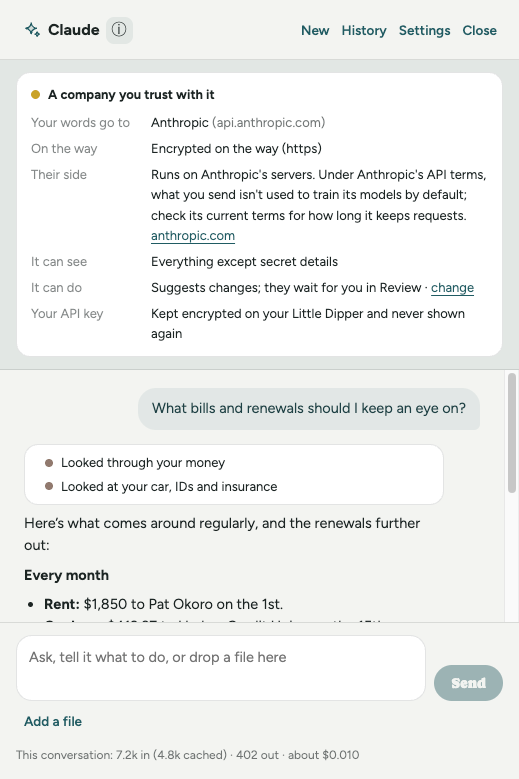 Claude ⓘ New History Settings Close
A company you trust with it
Your words go to Anthropic (api.anthropic.com)
On the way Encrypted on the way (https)
Their side Runs on Anthropic's servers. Under Anthropic's API terms,
what you send isn't used to train its models by default;
check its current terms for how long it keeps requests.
anthropic.com
It can see Everything except secret details
It can do Suggests changes; they wait for you in Review · change
Your API key Kept encrypted on your Little Dipper and never shown
again
What bills and renewals should I keep an eye on?
Looked through your money
Looked at your car, IDs and insurance
Here's what comes around regularly, and the renewals further
out:
Every month
• Rent: $1,850 to Pat Okoro on the 1st.
Ask, tell it what to do, or drop a file here
Send
Add a file
This conversation: 7.2k in (4.8k cached) · 402 out · about $0.010